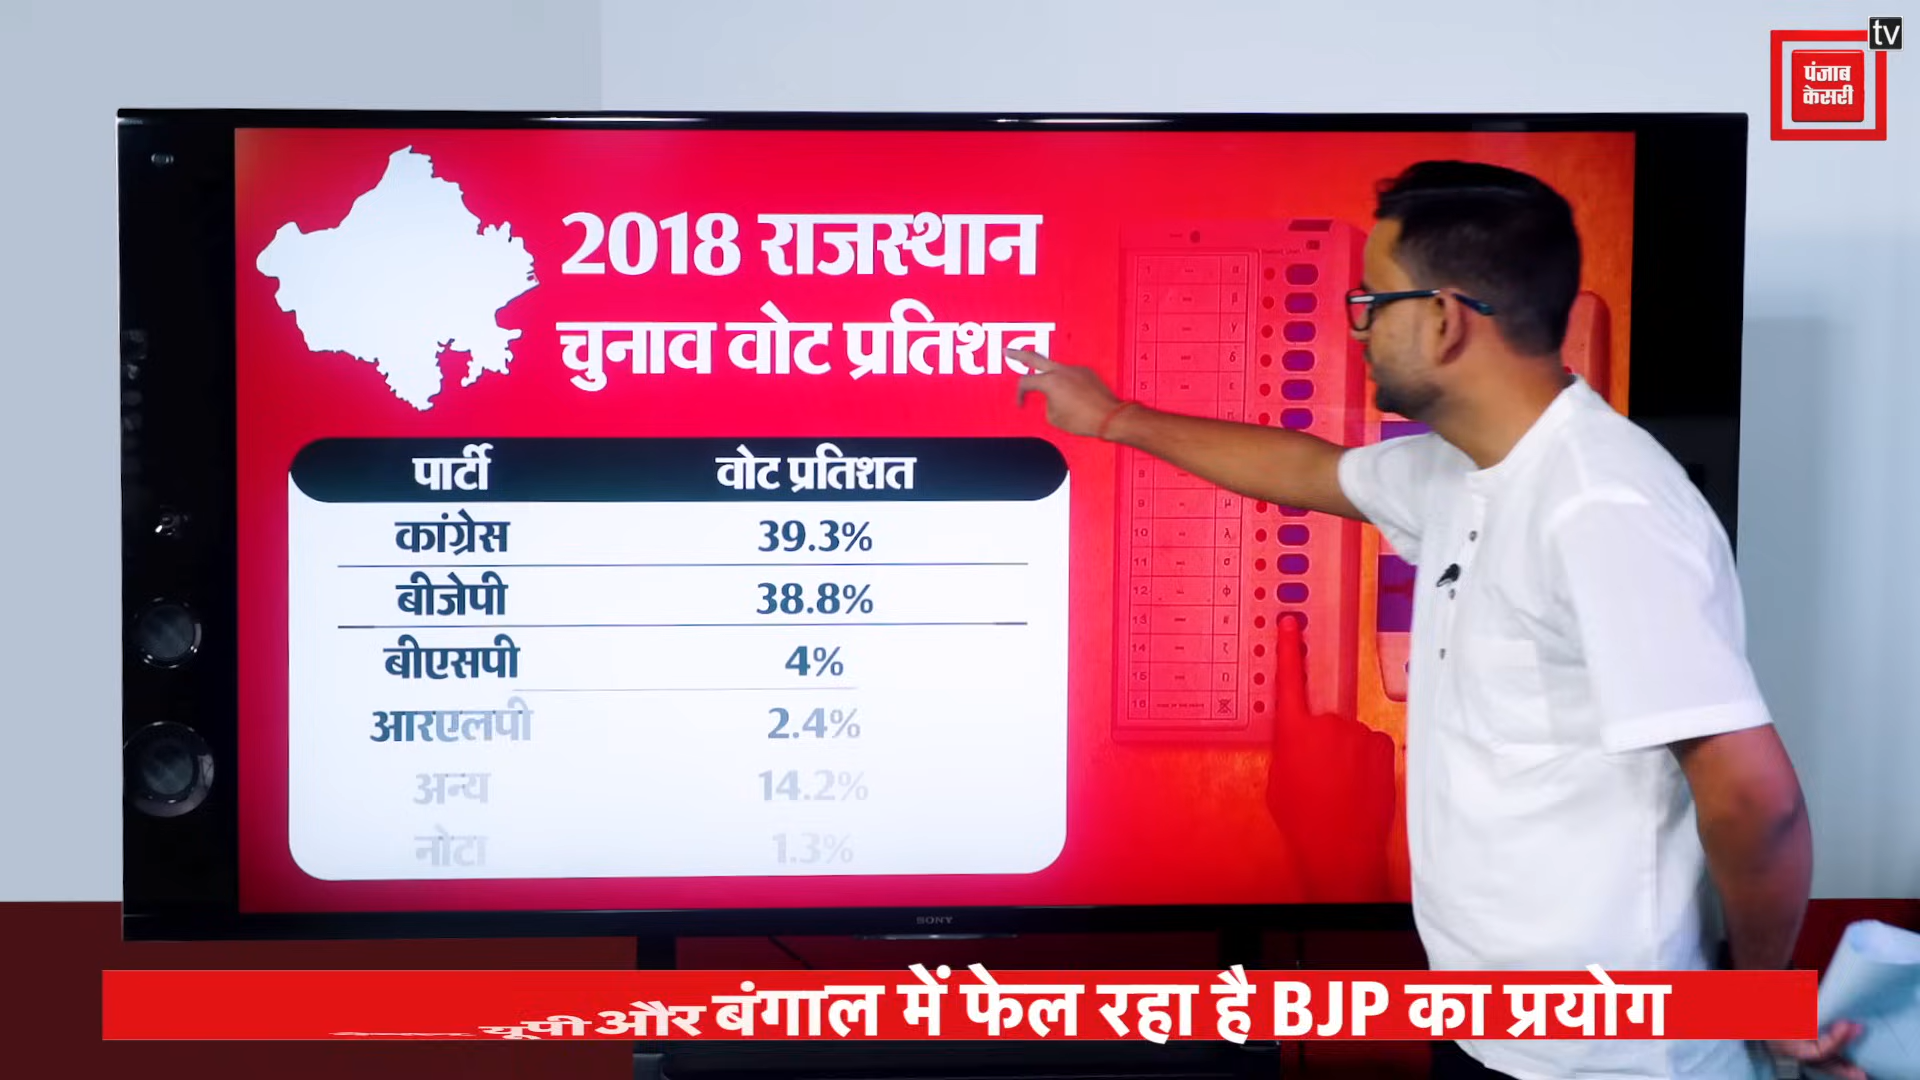 tv
पंजाब
केसरी
2018 राजस्थान
चुनाव वोट प्रतिशत
पार्टी वोट प्रतिशत
कांग्रेस 39.3%
बीजेपी 38.8%
बीएसपी 4%
आरएलपी 2.4%
अन्य 14.2%
नोटा 1.3%
SONY
यूपी और बंगाल में फेल रहा है BJP का प्रयोग